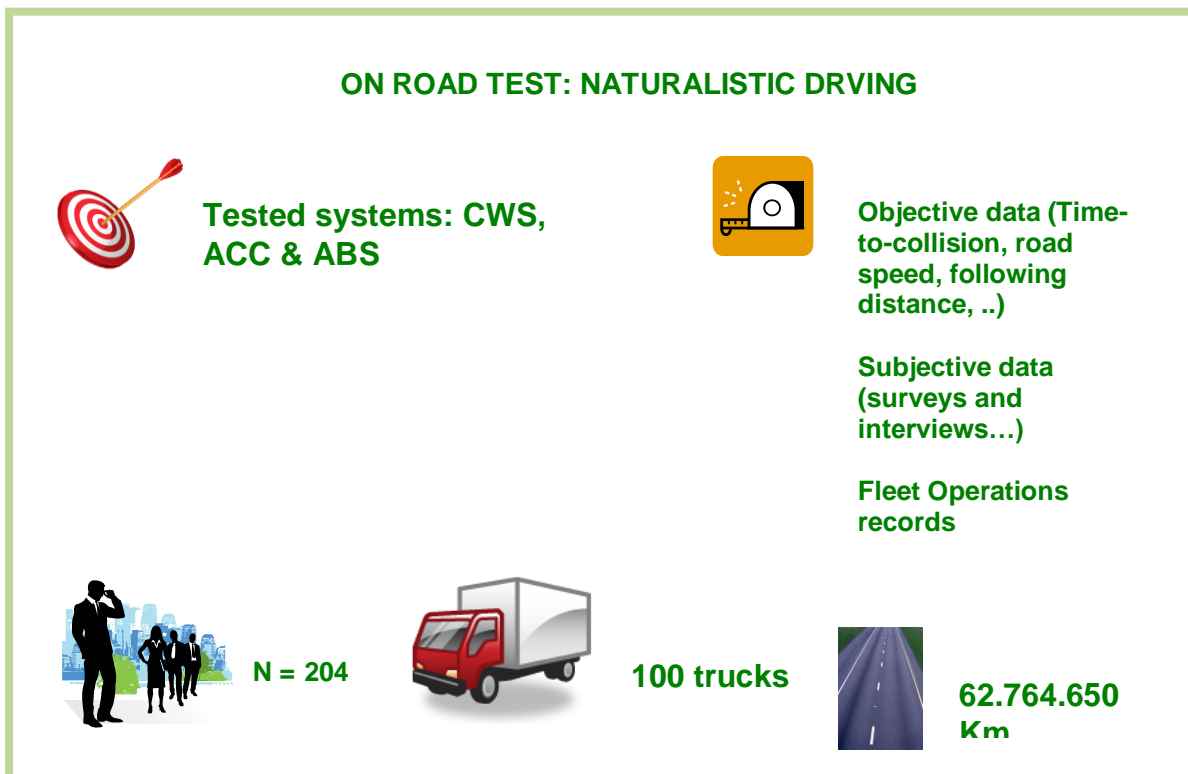 ON ROAD TEST: NATURALISTIC DRVING
Tested systems: CWS,
ACC & ABS
Objective data (Time-
to-collision, road
speed, following
distance, ..)
Subjective data
(surveys and
interviews…)
Fleet Operations
records
N = 204
100 trucks
62.764.650
Km